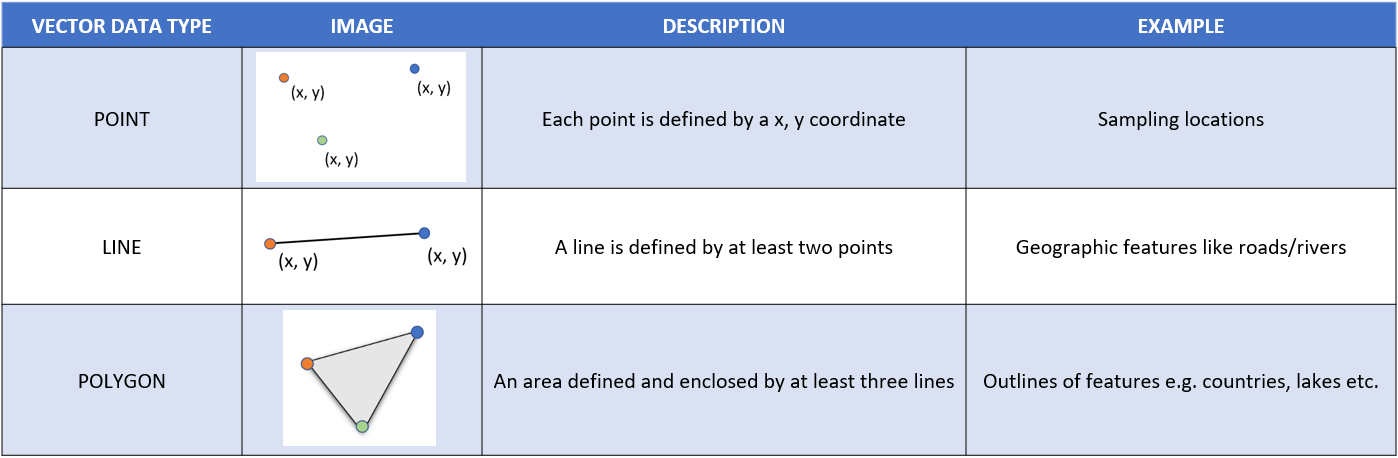 VECTOR DATA TYPE IMAGE DESCRIPTION EXAMPLE
POINT
(x, y)
(x, y)
(x, y)
Each point is defined by a x, y coordinate
Sampling locations
LINE
(x, y)
(x, y)
A line is defined by at least two points
Geographic features like roads/rivers
POLYGON
An area defined and enclosed by at least three lines
Outlines of features e.g. countries, lakes etc.